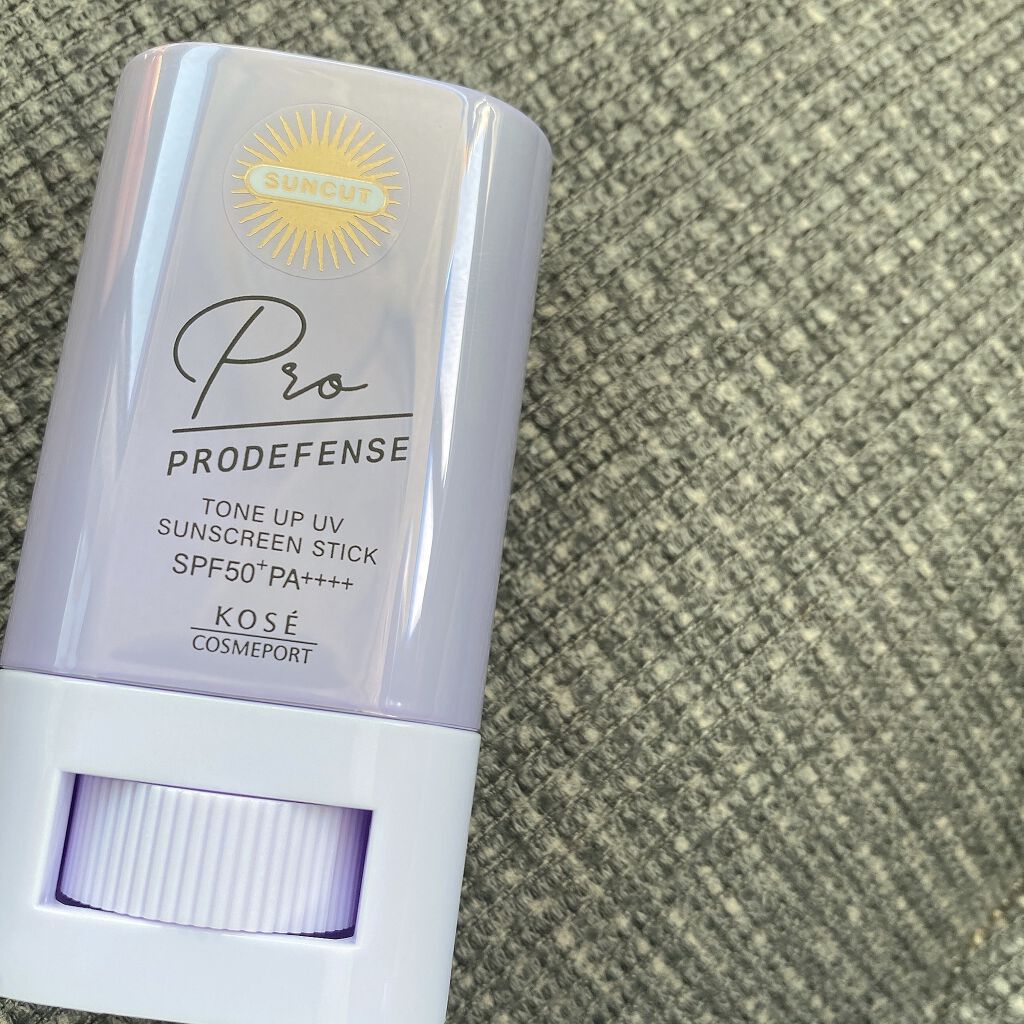 SUNCUT
Pro
PRODEFENSE
TONE UP UV
SUNSCREEN STICK
SPF50+PA++++
KOSÉ
COSMEPORT